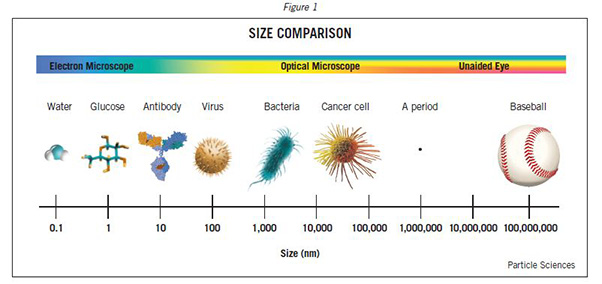 Figure 1
SIZE COMPARISON
Electron Microscope Optical Microscope Unaided Eye
Water Glucose Antibody Virus Bacteria Cancer cell A period Baseball
0.1 1 10 100 1,000 10,000 100,000 1,000,000 10,000,000 100,000,000
Size (nm)
Particle Sciences